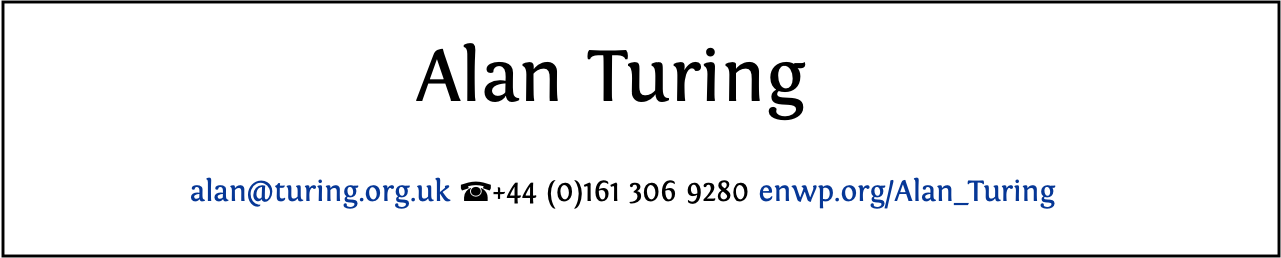 Alan Turing
alan@turing.org.uk ☎+44 (0)161 306 9280 enwp.org/Alan_Turing